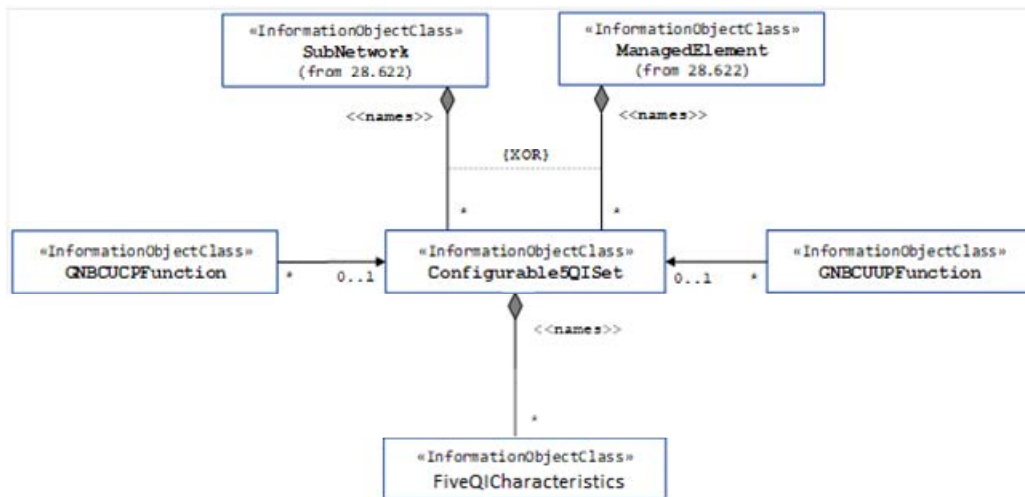 «InformationObjectClass»
SubNetwork
(from 28.622)
«InformationObjectClass»
ManagedElement
(from 28.622)
<<names>>
<<names>>
{XOR}
*
*
«InformationObjectClass»
GNBCUCPFunction
*
0..1
«InformationObjectClass»
Configurable5QISet
0..1
*
«InformationObjectClass»
GNBCUUPFunction
<<names>>
*
«InformationObjectClass»
FiveQICharacteristics